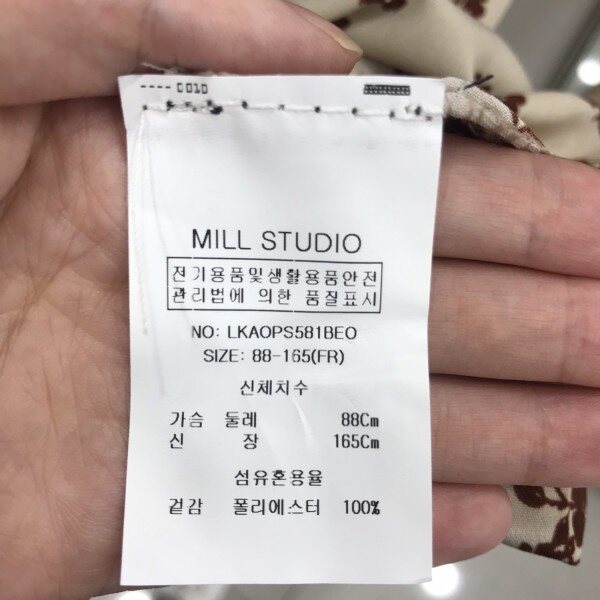 ---- 0010
MILL STUDIO
전기용품및생활용품안전
관리법에 의한 품질표시
NO: LKAOPS581BEO
SIZE: 88-165(FR)
신체치수
가슴 둘레 88Cm
신 장 165Cm
섬유혼용율
겉감 폴리에스터 100%